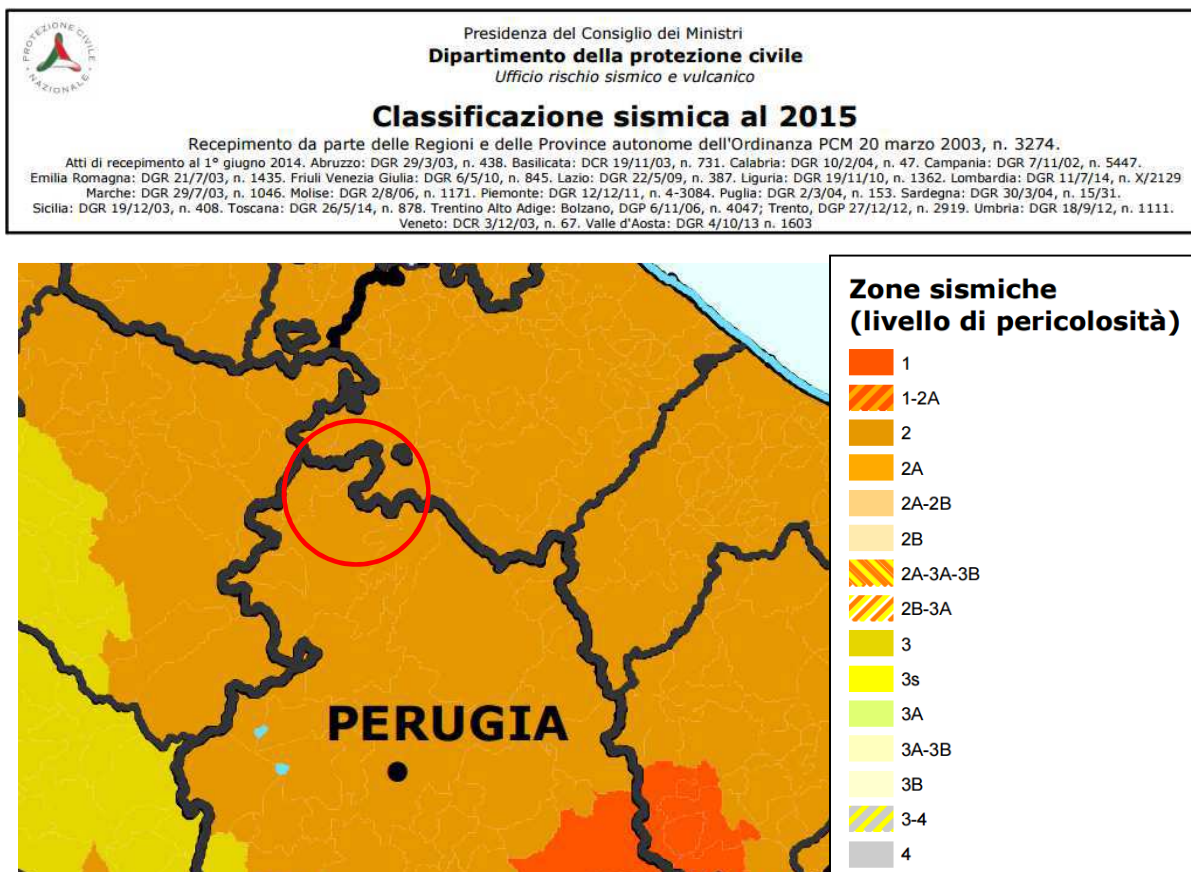 PROTEZIONE CIVILE
NAZIONALE
Presidenza del Consiglio dei Ministri
Dipartimento della protezione civile
Ufficio rischio sismico e vulcanico
Classificazione sismica al 2015
Recepimento da parte delle Regioni e delle Province autonome dell'Ordinanza PCM 20 marzo 2003, n. 3274.
Atti di recepimento al 1° giugno 2014. Abruzzo: DGR 29/3/03, n. 438. Basilicata: DCR 19/11/03, n. 731. Calabria: DGR 10/2/04, n. 47. Campania: DGR 7/11/02, n. 5447.
Emilia Romagna: DGR 21/7/03, n. 1435. Friuli Venezia Giulia: DGR 6/5/10, n. 845. Lazio: DGR 22/5/09, n. 387. Liguria: DGR 19/11/10, n. 1362. Lombardia: DGR 11/7/14, n. X/2129
Marche: DGR 29/7/03, n. 1046. Molise: DGR 2/8/06, n. 1171. Piemonte: DGR 12/12/11, n. 4-3084. Puglia: DGR 2/3/04, n. 153. Sardegna: DGR 30/3/04, n. 15/31.
Sicilia: DGR 19/12/03, n. 408. Toscana: DGR 26/5/14, n. 878. Trentino Alto Adige: Bolzano, DGP 6/11/06, n. 4047; Trento, DGP 27/12/12, n. 2919. Umbria: DGR 18/9/12, n. 1111.
Veneto: DCR 3/12/03, n. 67. Valle d'Aosta: DGR 4/10/13 n. 1603
PERUGIA
Zone sismiche
(livello di pericolosità)
1
1-2A
2
2A
2A-2B
2B
2A-3A-3B
2B-3A
3
3s
3A
3A-3B
3B
3-4
4